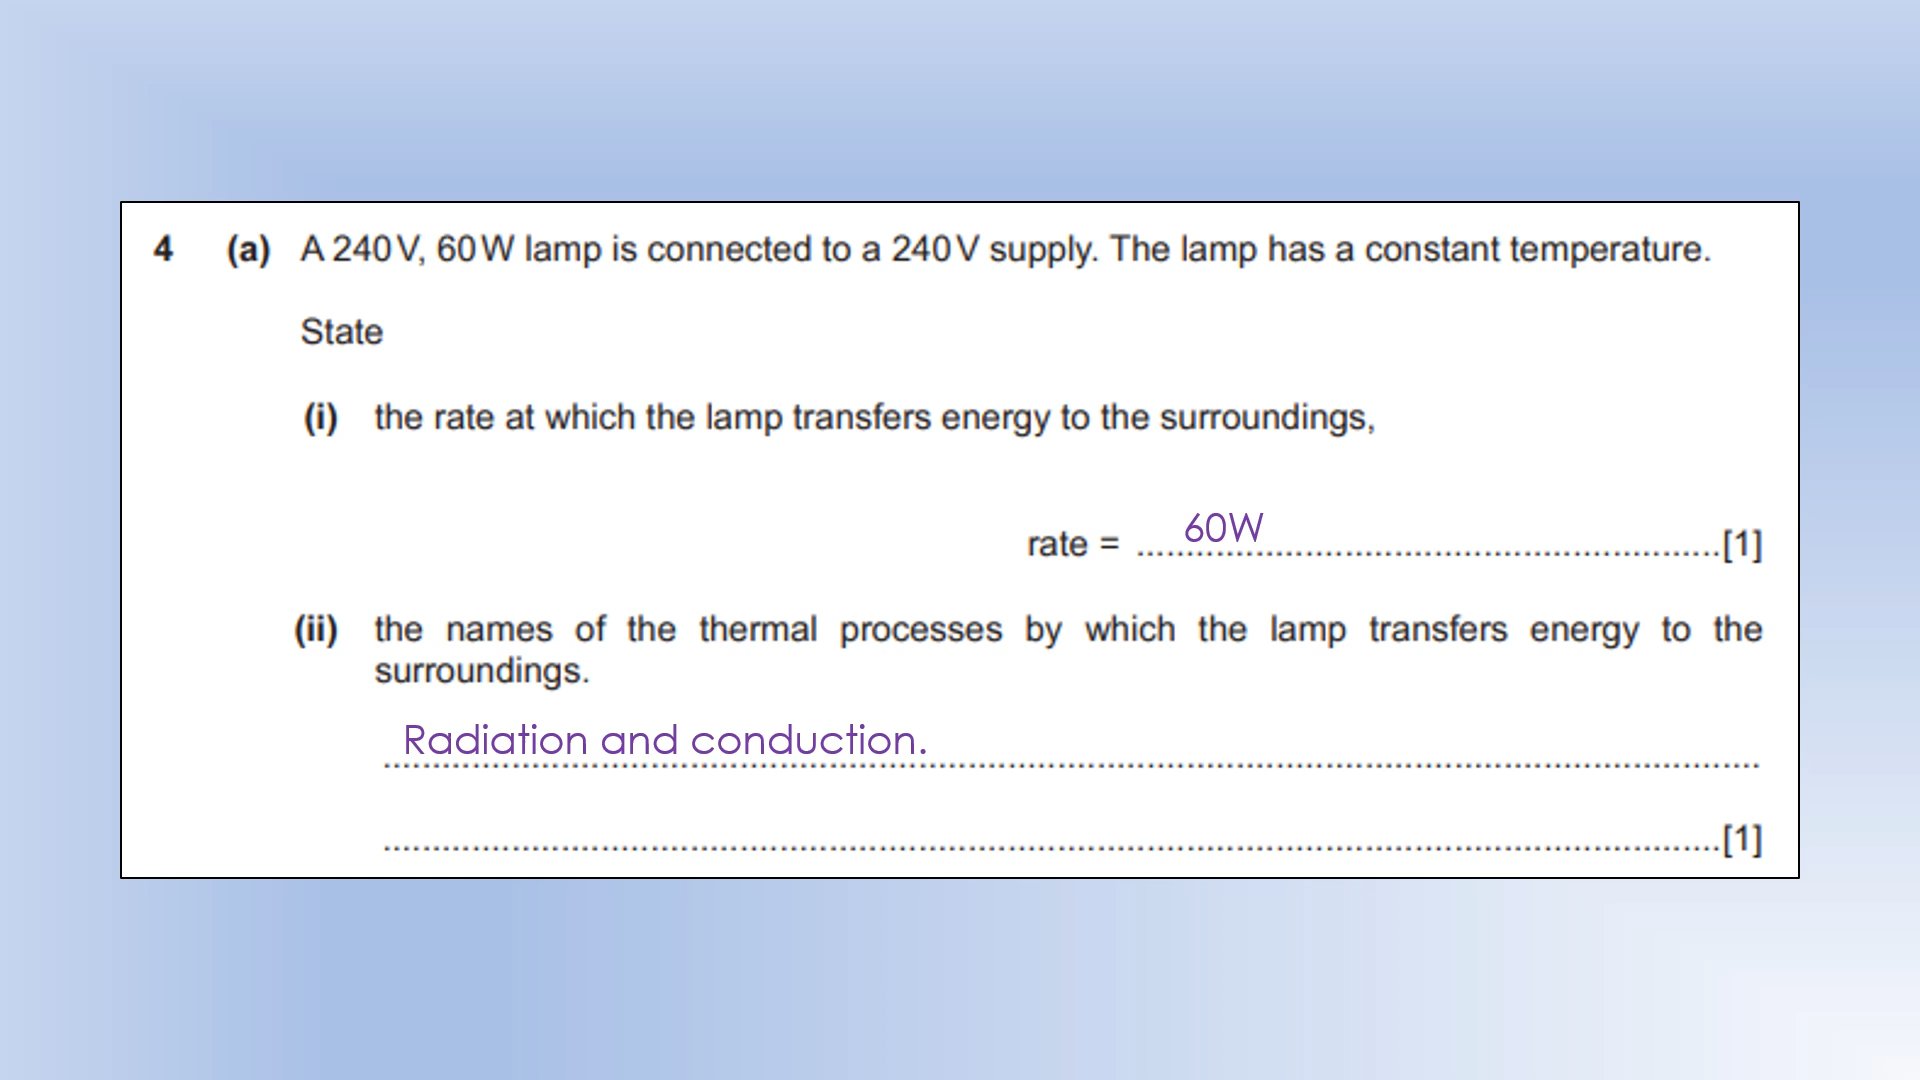 4 (a) A 240 V, 60 W lamp is connected to a 240 V supply. The lamp has a constant temperature.
State
(i) the rate at which the lamp transfers energy to the surroundings,
rate = ........60W........[1]
(ii) the names of the thermal processes by which the lamp transfers energy to the
surroundings.
Radiation and conduction.
........[1]